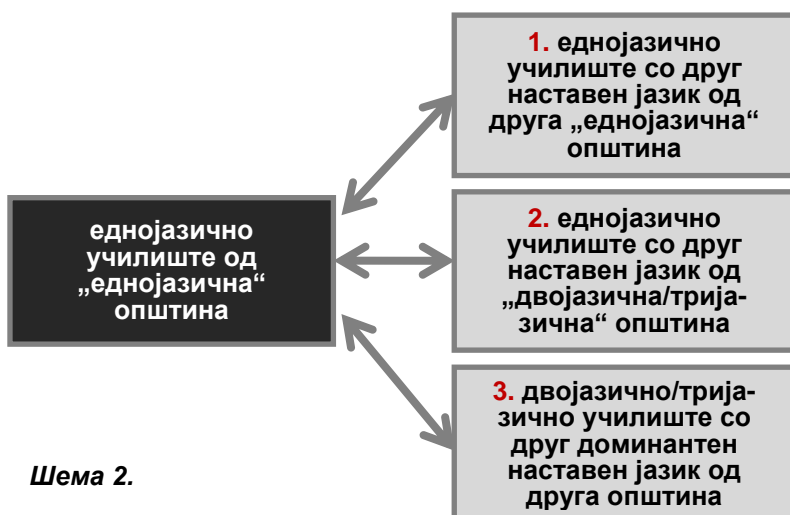 еднојазично
училиште од
„еднојазична“
општина
1. еднојазично
училиште со друг
наставен јазик од
друга „еднојазична“
општина
2. еднојазично
училиште со друг
наставен јазик од
„двојазична/трија-
зична“ општина
3. двојазично/трија-
зично училиште со
друг доминантен
наставен јазик од
друга општина
Шема 2.